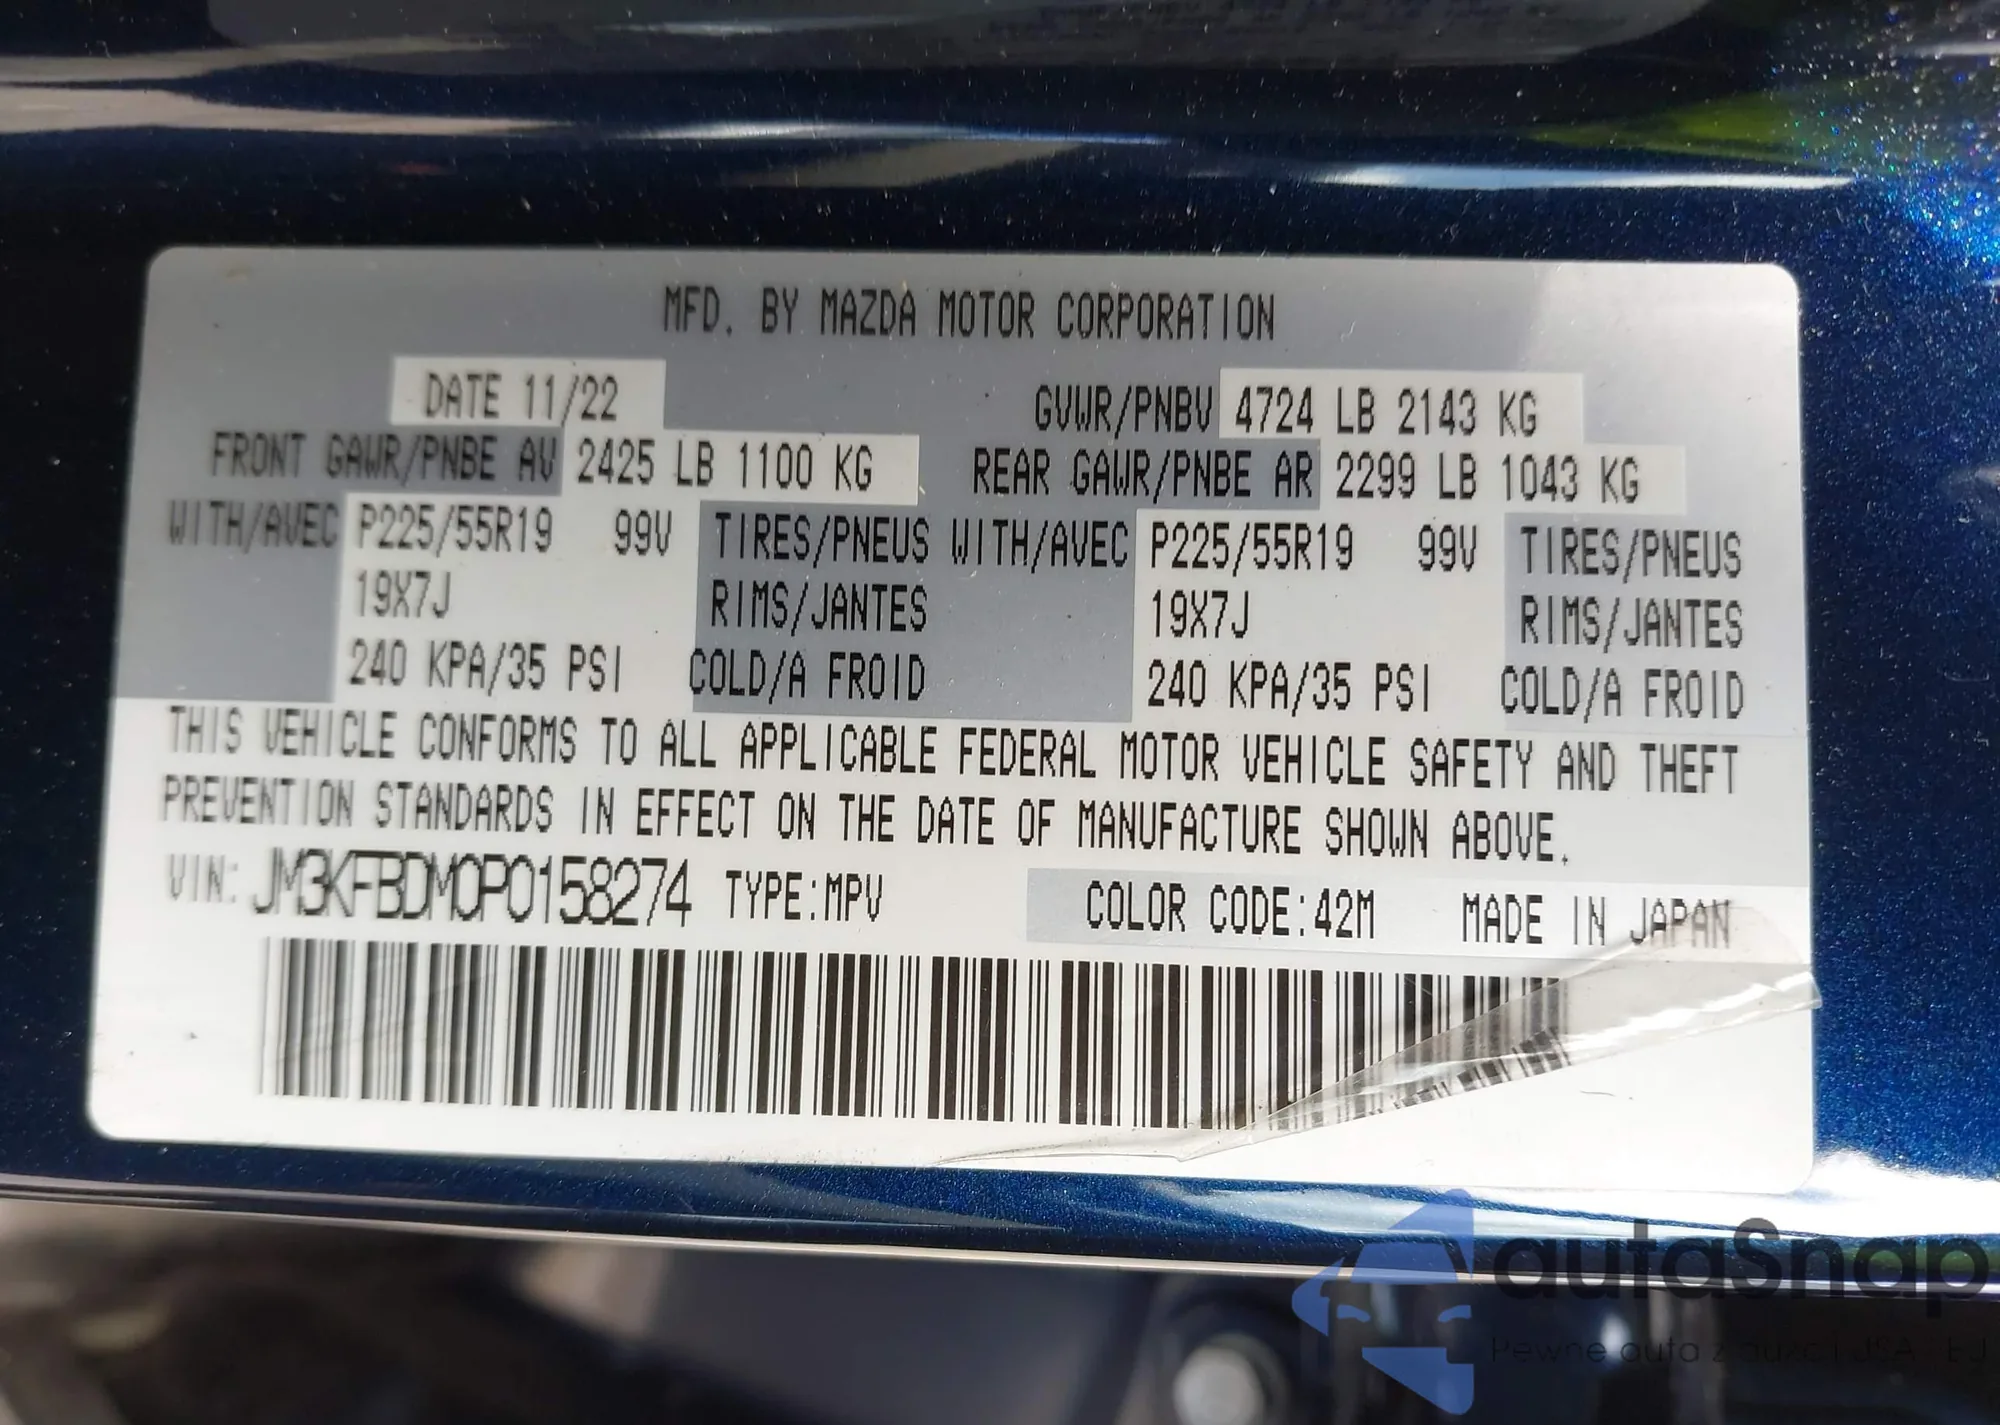 MFD. BY MAZDA MOTOR CORPORATION
DATE 11/22 GVWR/PNBV 4724 LB 2143 KG
FRONT GAWR/PNBE AV 2425 LB 1100 KG REAR GAWR/PNBE AR 2299 LB 1043 KG
WITH/AVEC P225/55R19 99V TIRES/PNEUS WITH/AVEC P225/55R19 99V TIRES/PNEUS
19X7J RIMS/JANTES 19X7J RIMS/JANTES
240 KPA/35 PSI COLD/A FROID 240 KPA/35 PSI COLD/A FROID
THIS VEHICLE CONFORMS TO ALL APPLICABLE FEDERAL MOTOR VEHICLE SAFETY AND THEFT
PREVENTION STANDARDS IN EFFECT ON THE DATE OF MANUFACTURE SHOWN ABOVE.
VIN: JM3KFBDM0P0158274 TYPE:MPV COLOR CODE:42M MADE IN JAPAN
autaSnap
Pewne auta z aukcji USA